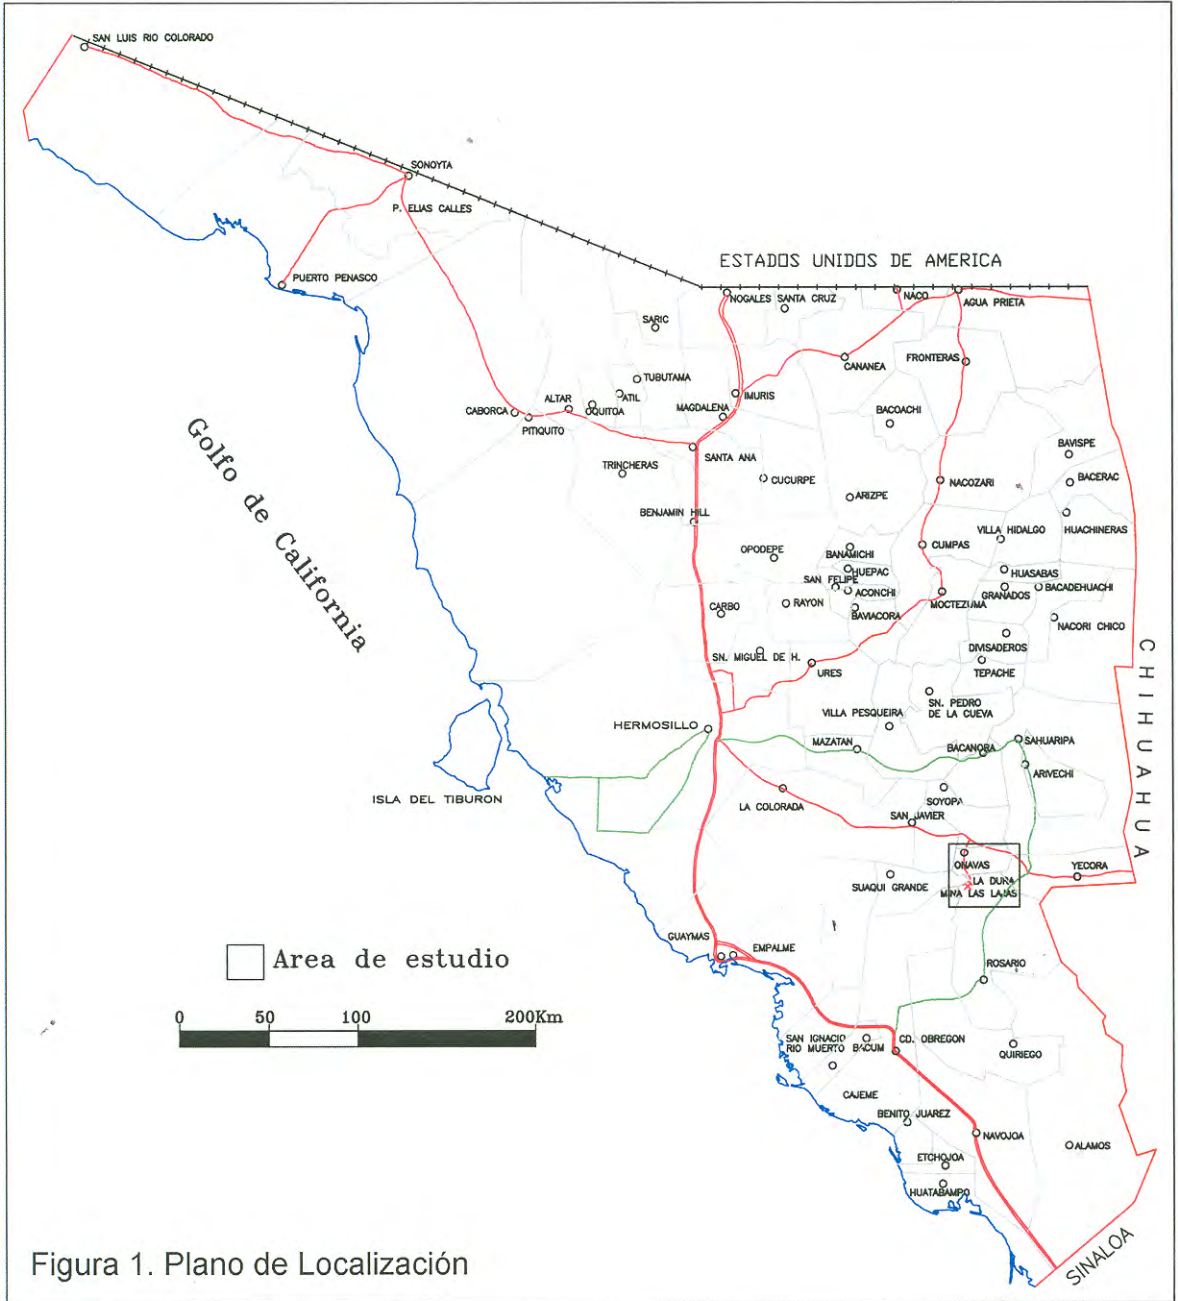 SAN LUIS RIO COLORADO
SONOYTA
P. ELIAS CALLES
PUERTO PENASCO
ESTADOS UNIDOS DE AMERICA
NOGALES
SANTA CRUZ
NACO
AGUA PRIETA
SARIC
CANANEA
FRONTERAS
TUBUTAMA
ATIL
IMURIS
ALTAR
OQUITOA
MAGDALENA
CABORCA
PITIQUITO
BACOACHI
SANTA ANA
BAVISPE
TRINCHERAS
CUCURPE
NACOZARI
BACERAC
ARIZPE
BENJAMIN HILL
VILLA HIDALGO
HUACHINERAS
OPODEPE
BANAMICHI
CUMPAS
HUEPAC
HUASABAS
SAN FELIPE
ACONCHI
GRANADOS
BACADEHUACHI
MOCTEZUMA
CARBO
RAYON
BAVIACORA
NACORI CHICO
DIVISADEROS
SN. MIGUEL DE H.
URES
TEPACHE
Golfo de California
CHIHUAHUA
SN. PEDRO
DE LA CUEVA
VILLA PESQUEIRA
HERMOSILLO
MAZATAN
BACANORA
SAHUARIPA
ARIVECHI
ISLA DEL TIBURON
LA COLORADA
SOYOPA
SAN JAVIER
ONAVAS
YECORA
SUAQUI GRANDE
LA DURA
MINA LAS LAJAS
GUAYMAS
EMPALME
Area de estudio
ROSARIO
0 50 100 200Km
SAN IGNACIO
RIO MUERTO
BACUM
CD. OBREGON
QUIRIEGO
CAJEME
BENITO JUAREZ
NAVOJOA
ALAMOS
ETCHOJOA
HUATABAMPO
SINALOA
Figura 1. Plano de Localización